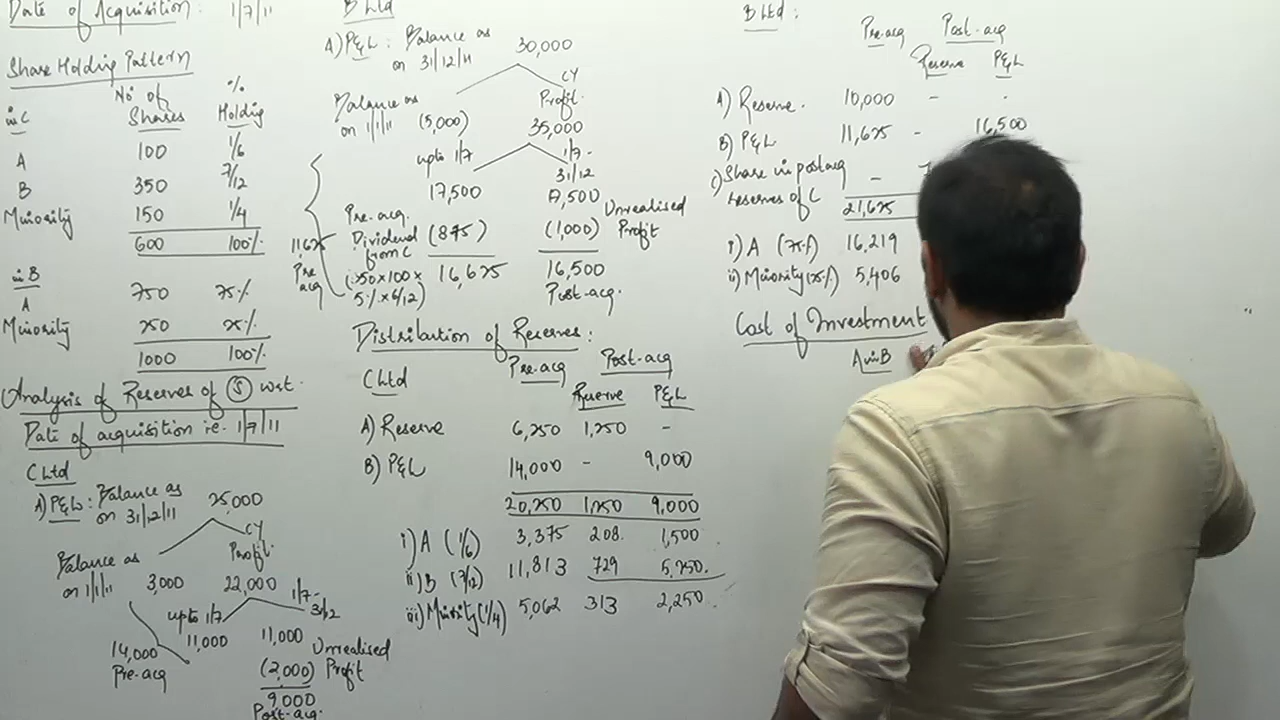 Date of Acquisition: 1/7/11
Share Holding Pattern
No. of Shares % Holding
in C
A 100 1/6
B 350 7/12
Minority 150 1/4
600 100%
in B
A 750 75%
Minority 250 25%
1000 100%
Analysis of Reserves of (S) wrt.
Date of acquisition i.e. 1/7/11
C Ltd
A) P&L: Balance as on 31/12/11 25,000
CY Profit.
Balance as on 1/1/11 3,000 22,000
upto 1/7 1/7 - 31/12
14,000 11,000 11,000
Pre-acq
(2,000) Unrealised Profit
9,000
Post-acq.
B Ltd
A) P&L: Balance as on 31/12/11 30,000
CY Profit.
Balance as on 1/1/11 (5,000) 35,000
upto 1/7 1/7 - 31/12
17,500 17,500
Pre-acq. Dividend from C (875) (1,000) Unrealised Profit
(350x100x 5%x6/12) 16,625 16,500
Post-acq.
11,625 Pre acq
Distribution of Reserves:
C Ltd Pre-acq Post-acq
Reserve P&L
A) Reserve 6,250 1,250 -
B) P&L 14,000 - 9,000
20,250 1,250 9,000
i) A (1/6) 3,375 208. 1,500
ii) B (7/12) 11,813 729 5,250.
iii) Minority (1/4) 5,062 313 2,250.
B Ltd:
Pre-acq Post-acq
Reserve P&L
A) Reserve. 10,000 - .
B) P&L 11,625 - 16,500
C) Share in post acq reserves of C -
21,625
i) A (75%) 16,219
ii) Minority (25%) 5,406
Cost of Investment
A in B